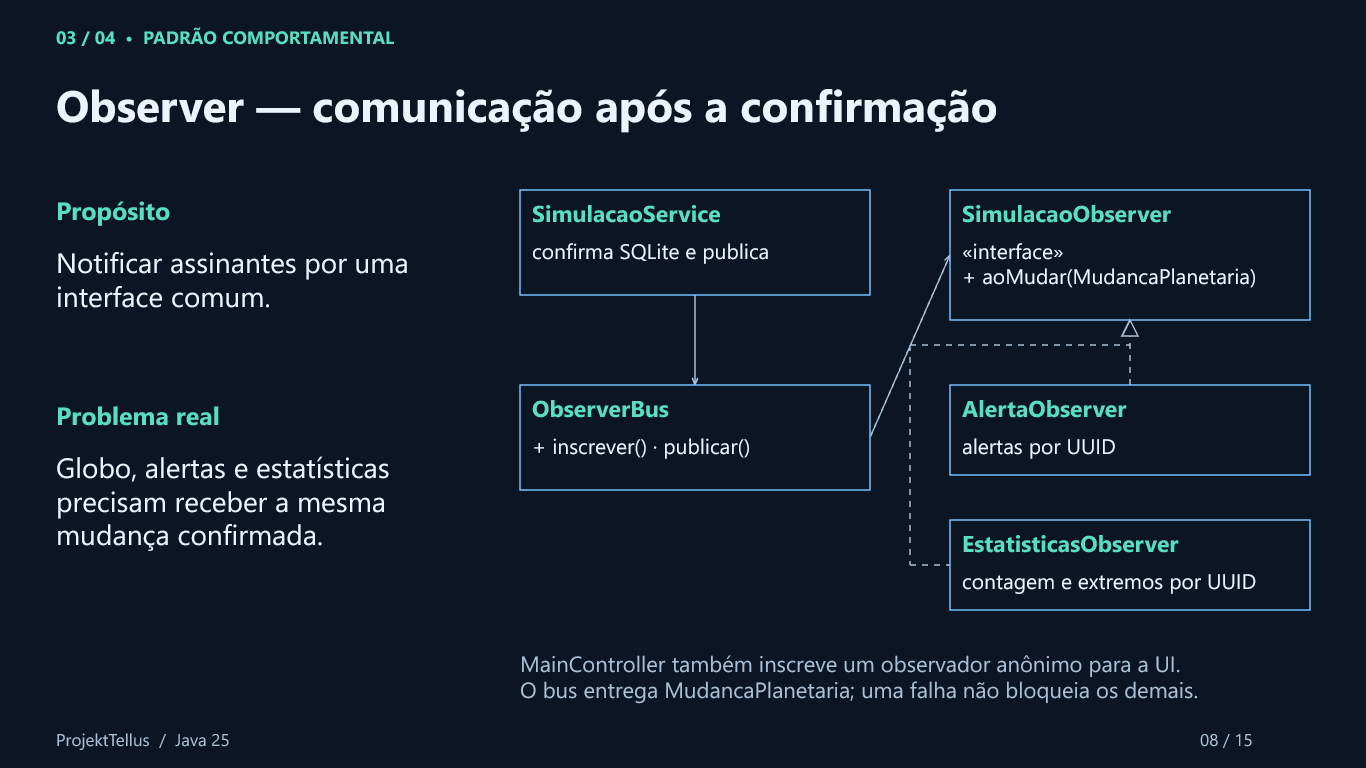 03 / 04 • PADRÃO COMPORTAMENTAL
Observer — comunicação após a confirmação
Propósito
Notificar assinantes por uma
interface comum.
Problema real
Globo, alertas e estatísticas
precisam receber a mesma
mudança confirmada.
SimulacaoService
confirma SQLite e publica
SimulacaoObserver
«interface»
+ aoMudar(MudancaPlanetaria)
ObserverBus
+ inscrever() · publicar()
AlertaObserver
alertas por UUID
EstatisticasObserver
contagem e extremos por UUID
MainController também inscreve um observador anônimo para a UI.
O bus entrega MudancaPlanetaria; uma falha não bloqueia os demais.
ProjektTellus / Java 25
08 / 15